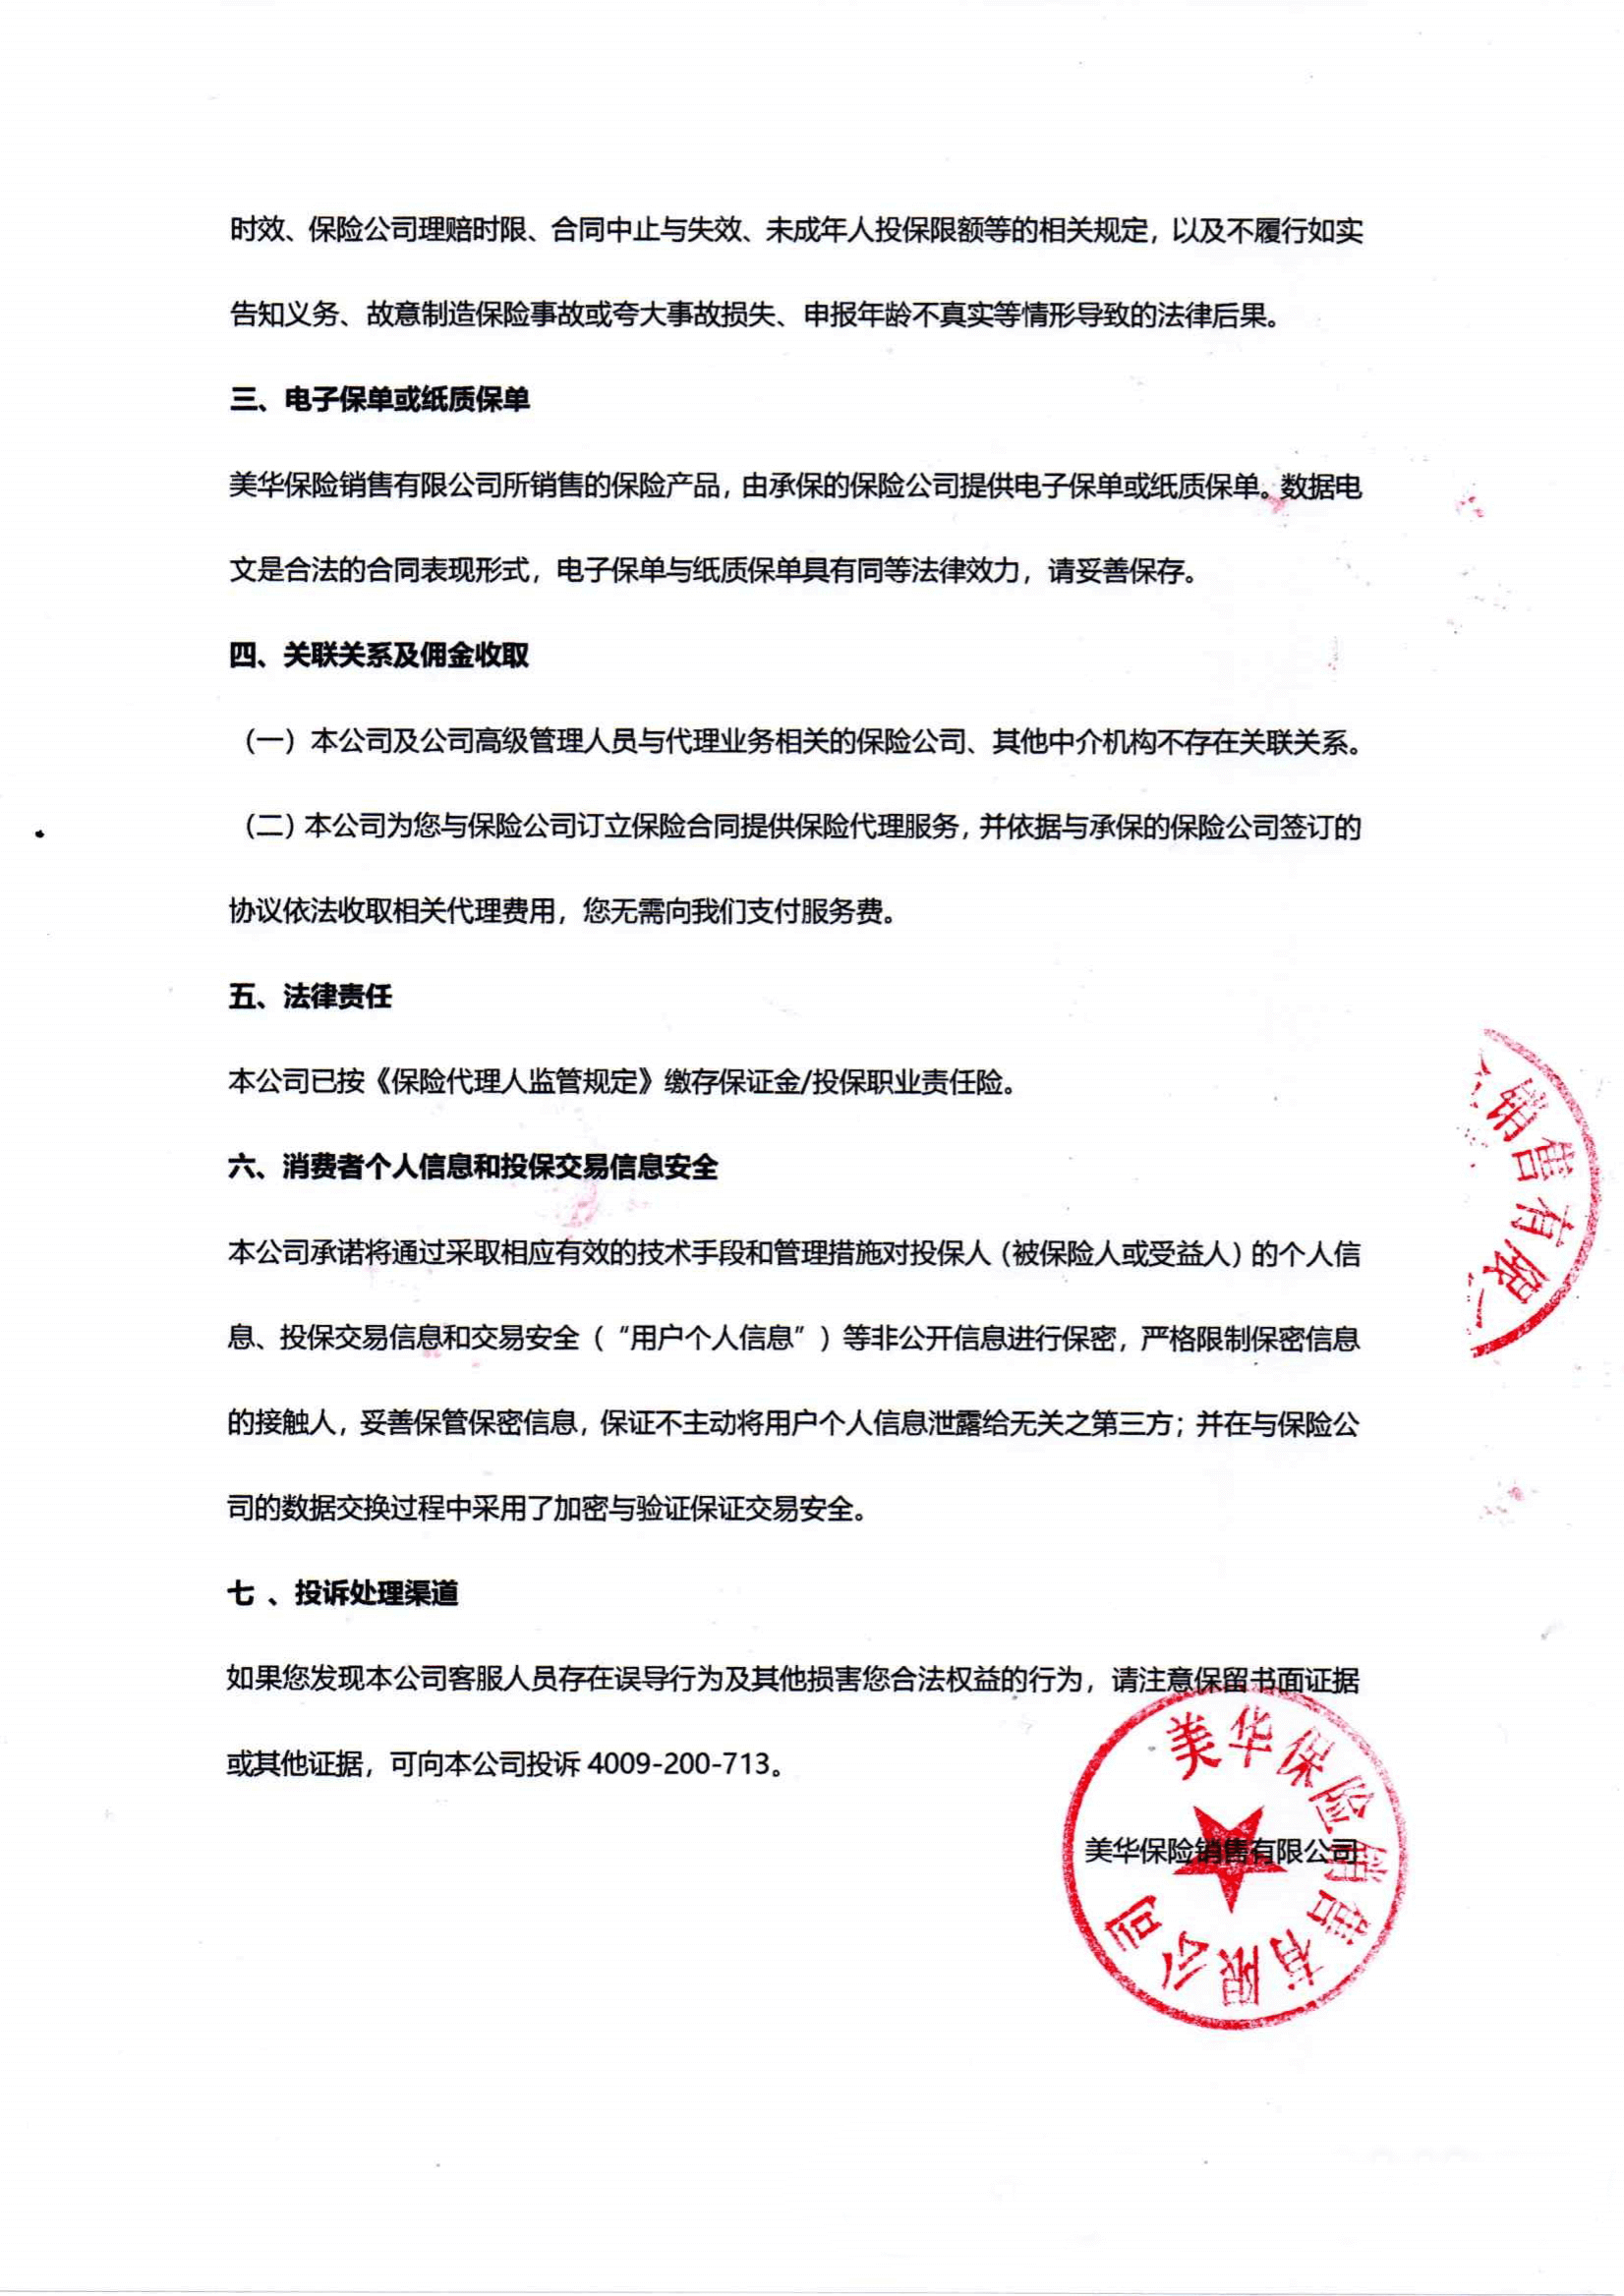 时效、保险公司理赔时限、合同中止与失效、未成年人投保限额等的相关规定，以及不履行如实
告知义务、故意制造保险事故或夸大事故损失、申报年龄不真实等情形导致的法律后果。
三、电子保单或纸质保单
美华保险销售有限公司所销售的保险产品，由承保的保险公司提供电子保单或纸质保单。数据电
文是合法的合同表现形式，电子保单与纸质保单具有同等法律效力，请妥善保存。
四、关联关系及佣金收取
（一）本公司及公司高级管理人员与代理业务相关的保险公司、其他中介机构不存在关联关系。
（二）本公司为您与保险公司订立保险合同提供保险代理服务，并依据与承保的保险公司签订的
协议依法收取相关代理费用，您无需向我们支付服务费。
五、法律责任
本公司已按《保险代理人监管规定》缴存保证金/投保职业责任险。
六、消费者个人信息和投保交易信息安全
本公司承诺将通过采取相应有效的技术手段和管理措施对投保人（被保险人或受益人）的个人信
息、投保交易信息和交易安全（“用户个人信息”）等非公开信息进行保密，严格限制保密信息
的接触人，妥善保管保密信息，保证不主动将用户个人信息泄露给无关之第三方；并在与保险公
司的数据交换过程中采用了加密与验证保证交易安全。
七 、投诉处理渠道
如果您发现本公司客服人员存在误导行为及其他损害您合法权益的行为，请注意保留书面证据
或其他证据，可向本公司投诉 4009-200-713。
美华保险销售有限公司
美华保险销售有限公司
销售有限